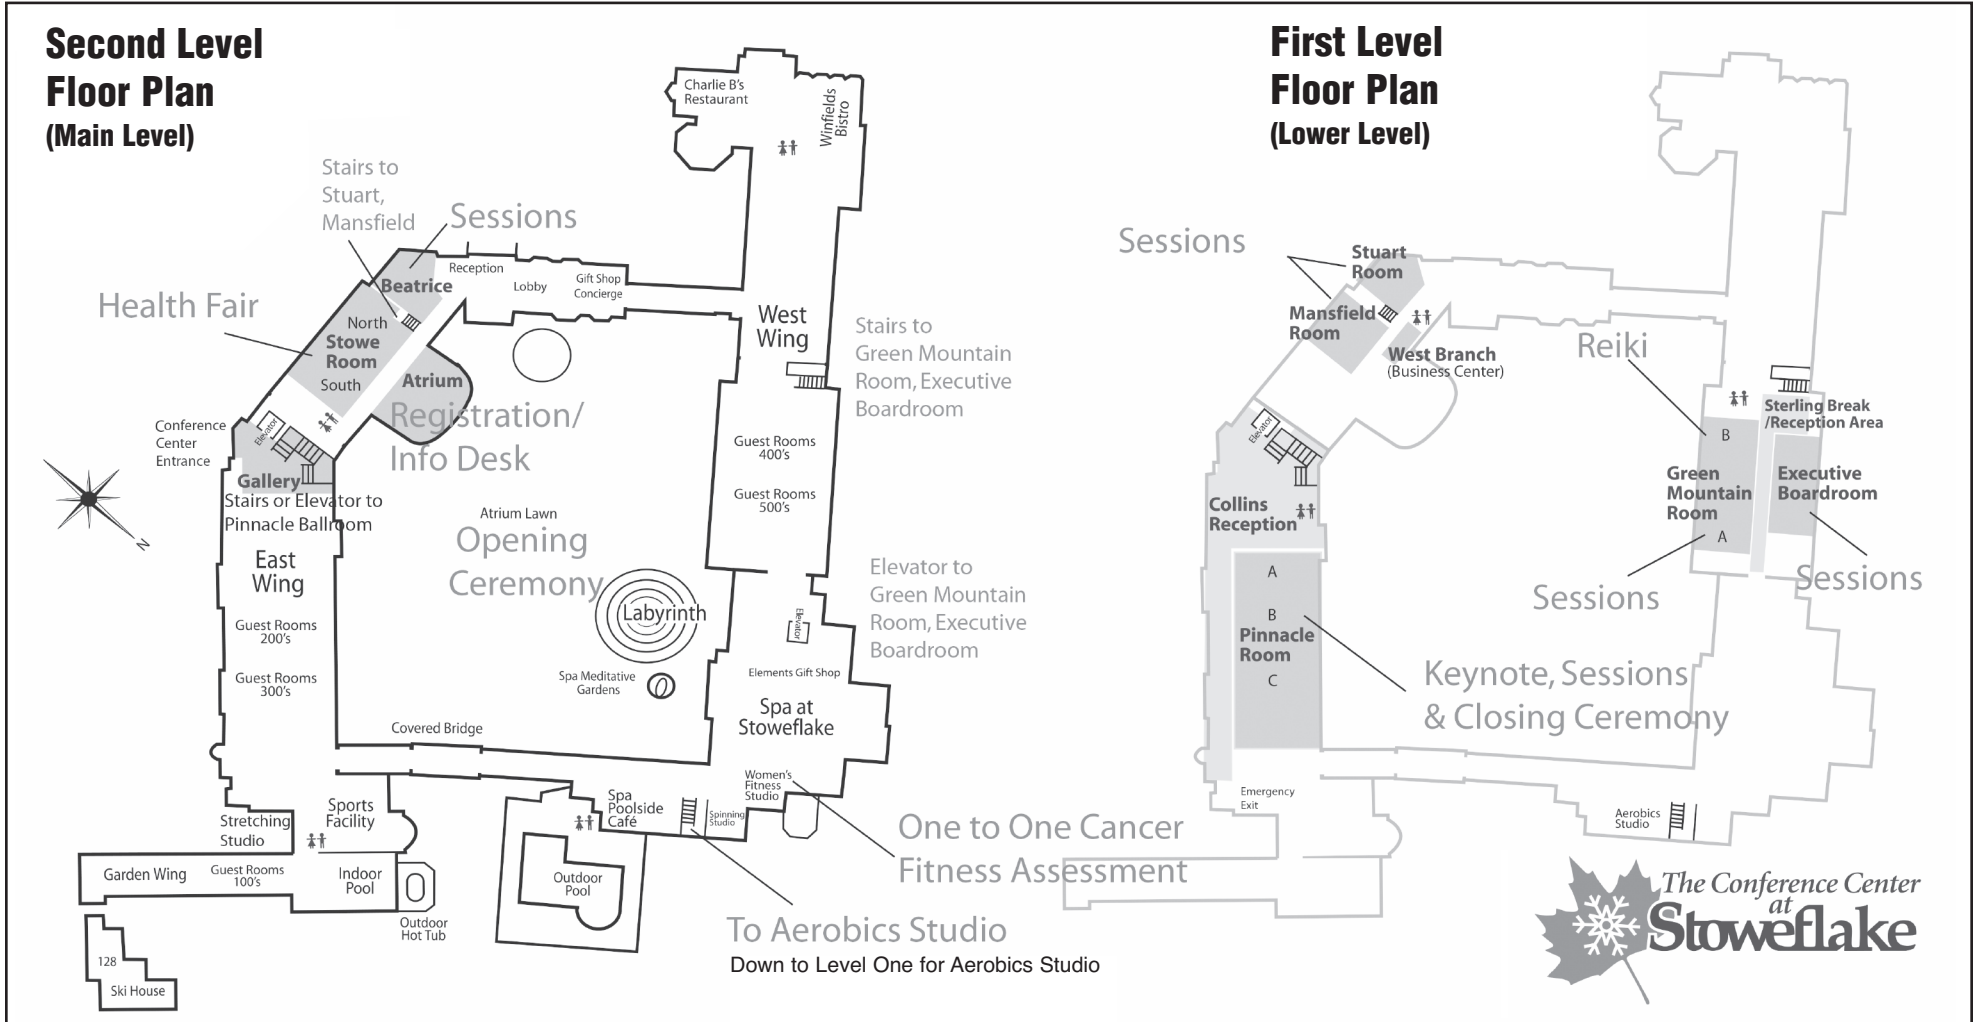 Second Level
Floor Plan
(Main Level)
Charlie B's
Restaurant
Winfields
Bistro
Stairs to
Stuart,
Mansfield
Sessions
Reception
Lobby
Gift Shop
Concierge
Beatrice
Health Fair
North
Stowe
Room
South
Atrium
Registration/
Info Desk
West
Wing
Stairs to
Green Mountain
Room, Executive
Boardroom
Conference
Center
Entrance
Elevator
Gallery
Stairs or Elevator to
Pinnacle Ballroom
Guest Rooms
400's
Guest Rooms
500's
Atrium Lawn
Opening
Ceremony
N
East
Wing
Labyrinth
Elevator
Elevator to
Green Mountain
Room, Executive
Boardroom
Guest Rooms
200's
Guest Rooms
300's
Spa Meditative
Gardens
Elements Gift Shop
Spa at
Stoweflake
Covered Bridge
Women's
Fitness
Studio
Spa
Poolside
Café
Spinning
Studio
Sports
Facility
Stretching
Studio
One to One Cancer
Fitness Assessment
Garden Wing
Guest Rooms
100's
Indoor
Pool
Outdoor
Pool
Outdoor
Hot Tub
To Aerobics Studio
Down to Level One for Aerobics Studio
128
Ski House
First Level
Floor Plan
(Lower Level)
Sessions
Stuart
Room
Mansfield
Room
West Branch
(Business Center)
Reiki
Sterling Break
/Reception Area
Elevator
B
Green
Mountain
Room
A
Executive
Boardroom
Collins
Reception
Sessions
Sessions
A
B
Pinnacle
Room
C
Keynote, Sessions
& Closing Ceremony
Emergency
Exit
Aerobics
Studio
The Conference Center
at
Stoweflake